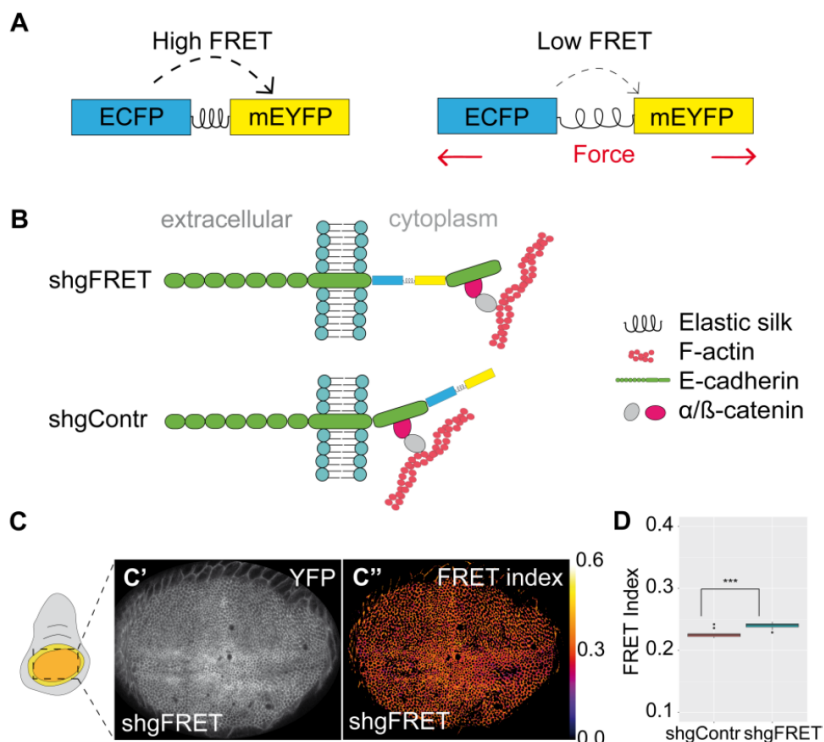 A
High FRET
Low FRET
ECFP
mEYFP
ECFP
mEYFP
Force
B
extracellular
cytoplasm
shgFRET
shgContr
Elastic silk
F-actin
E-cadherin
α/ß-catenin
C
C'
YFP
shgFRET
C"
FRET index
shgFRET
0.6
0.3
0.0
D
FRET Index
0.4
0.3
0.2
0.1
***
shgContr shgFRET